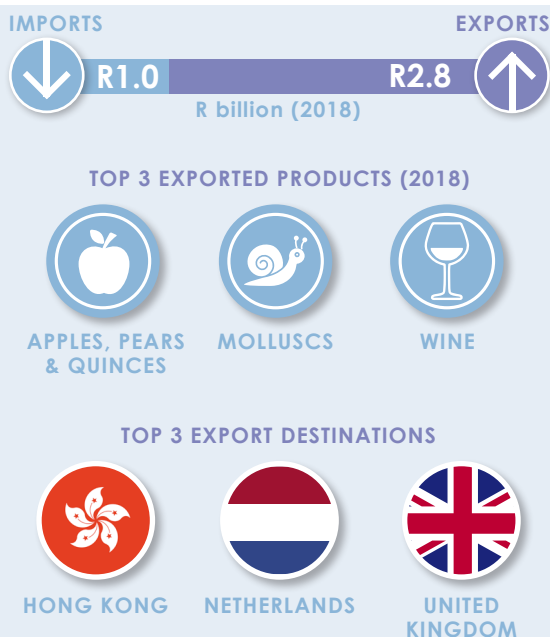 IMPORTS
EXPORTS
R1.0
R2.8
R billion (2018)
TOP 3 EXPORTED PRODUCTS (2018)
APPLES, PEARS
& QUINCES
MOLLUSCS
WINE
TOP 3 EXPORT DESTINATIONS
HONG KONG
NETHERLANDS
UNITED
KINGDOM